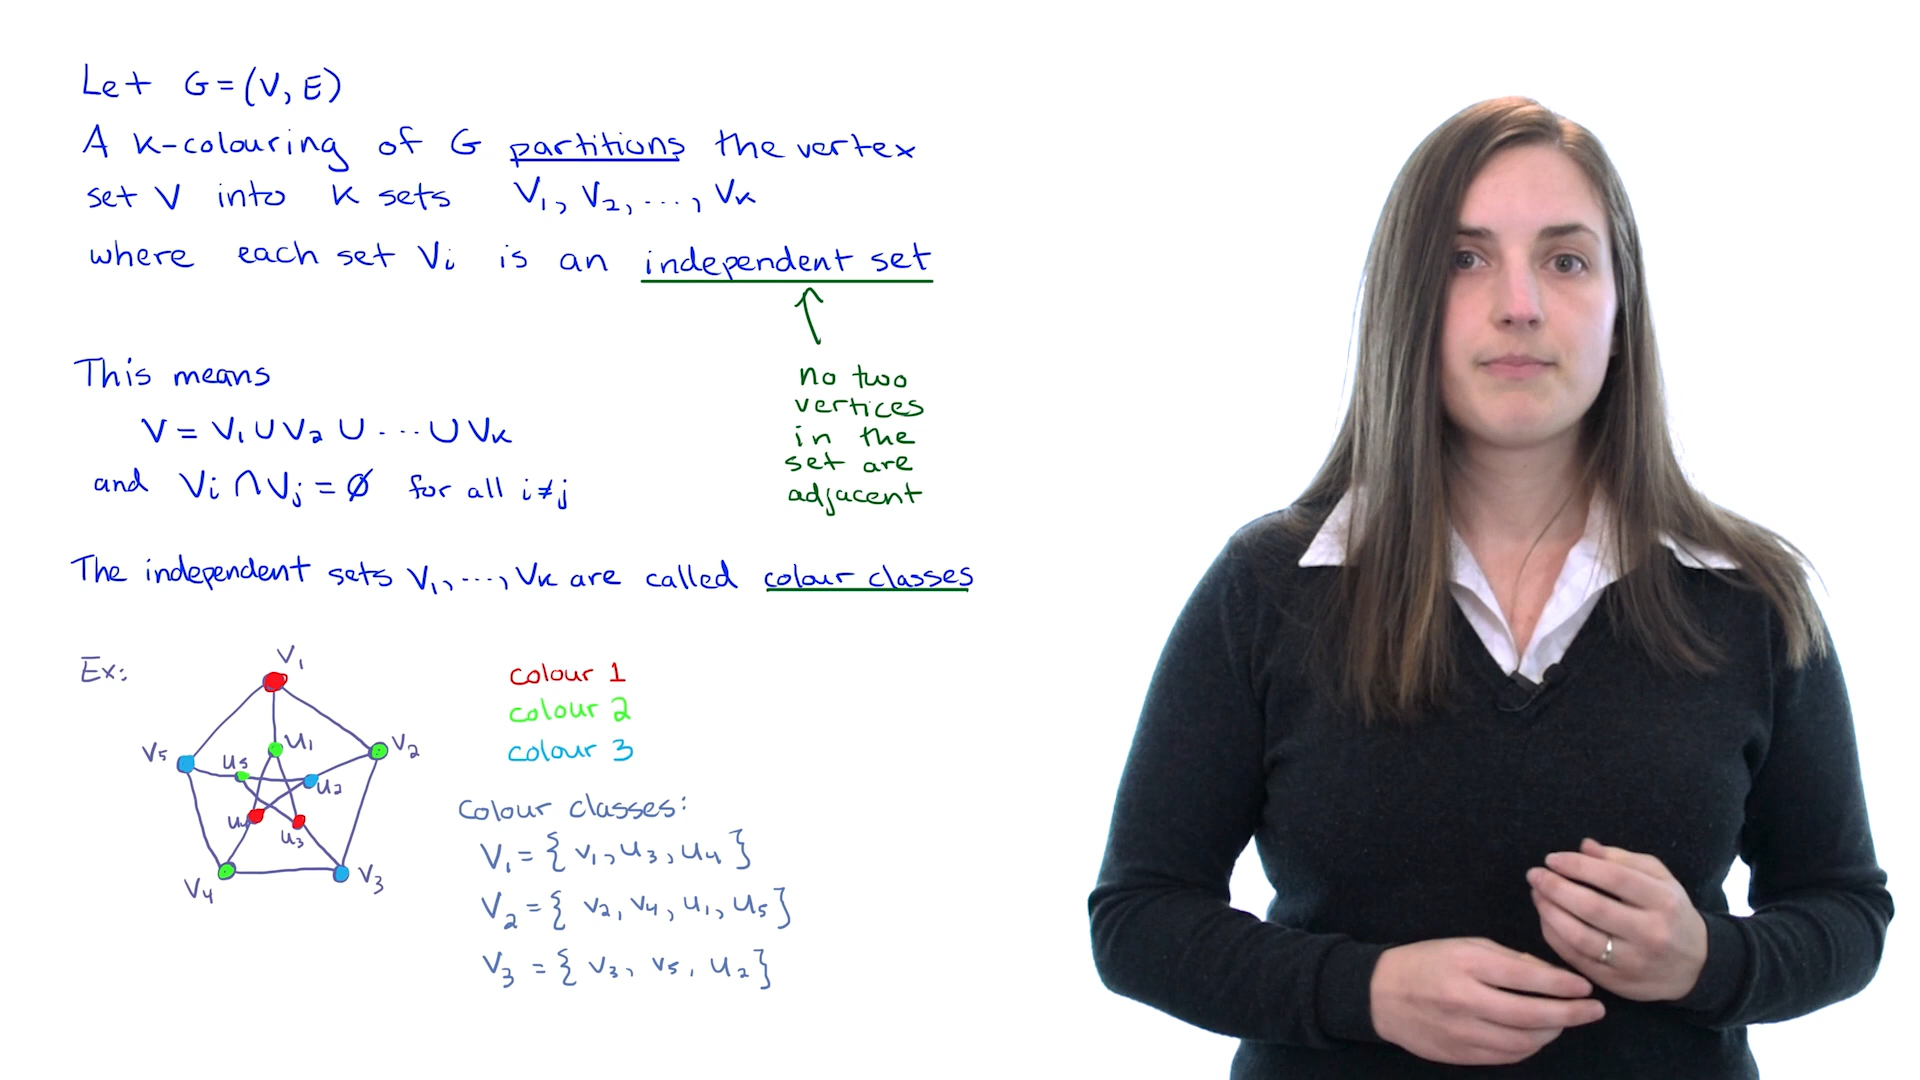 Let G=(V, E)
A k-colouring of G partitions the vertex
set V into k sets V₁, V₂, ..., Vₖ
where each set Vᵢ is an independent set
no two
vertices
in the
set are
adjacent
This means
V = V₁ ∪ V₂ ∪ ... ∪ Vₖ
and Vᵢ ∩ Vⱼ = ∅ for all i≠j
The independent sets V₁, ..., Vₖ are called colour classes
Ex:
V₁
V₅
V₂
u₁
u₅
u₂
u₄
u₃
V₄
V₃
colour 1
colour 2
colour 3
Colour classes:
V₁ = { v₁, u₃, u₄ }
V₂ = { v₂, v₄, u₁, u₅ }
V₃ = { v₃, v₅, u₂ }